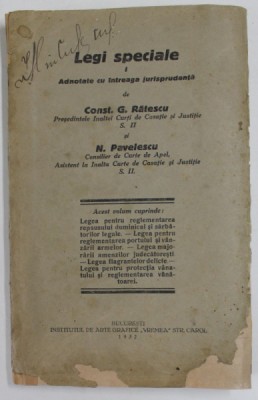 Legi speciale
Adnotate cu întreaga jurisprudență
de
Const. G. Rătescu
Președintele Inaltei Curți de Casație și Justiție
S. II
și
N. Pavelescu
Consilier de Curte de Apel,
Asistent la Inalta Curte de Casație și Justiție
S. II.
Acest volum cuprinde:
Legea pentru reglementarea
repausului dominical și sărbă-
torilor legale. — Legea pentru
reglementarea portului și vân-
zării armelor. — Legea majo-
rării amenzilor judecătorești
— Legea flagrantelor delicte —
Legea pentru protecția vâna-
tului și reglementarea vână-
toarei.
BUCUREȘTI
INSTITUTUL DE ARTE GRAFICE „VREMEA” STR. CAROL